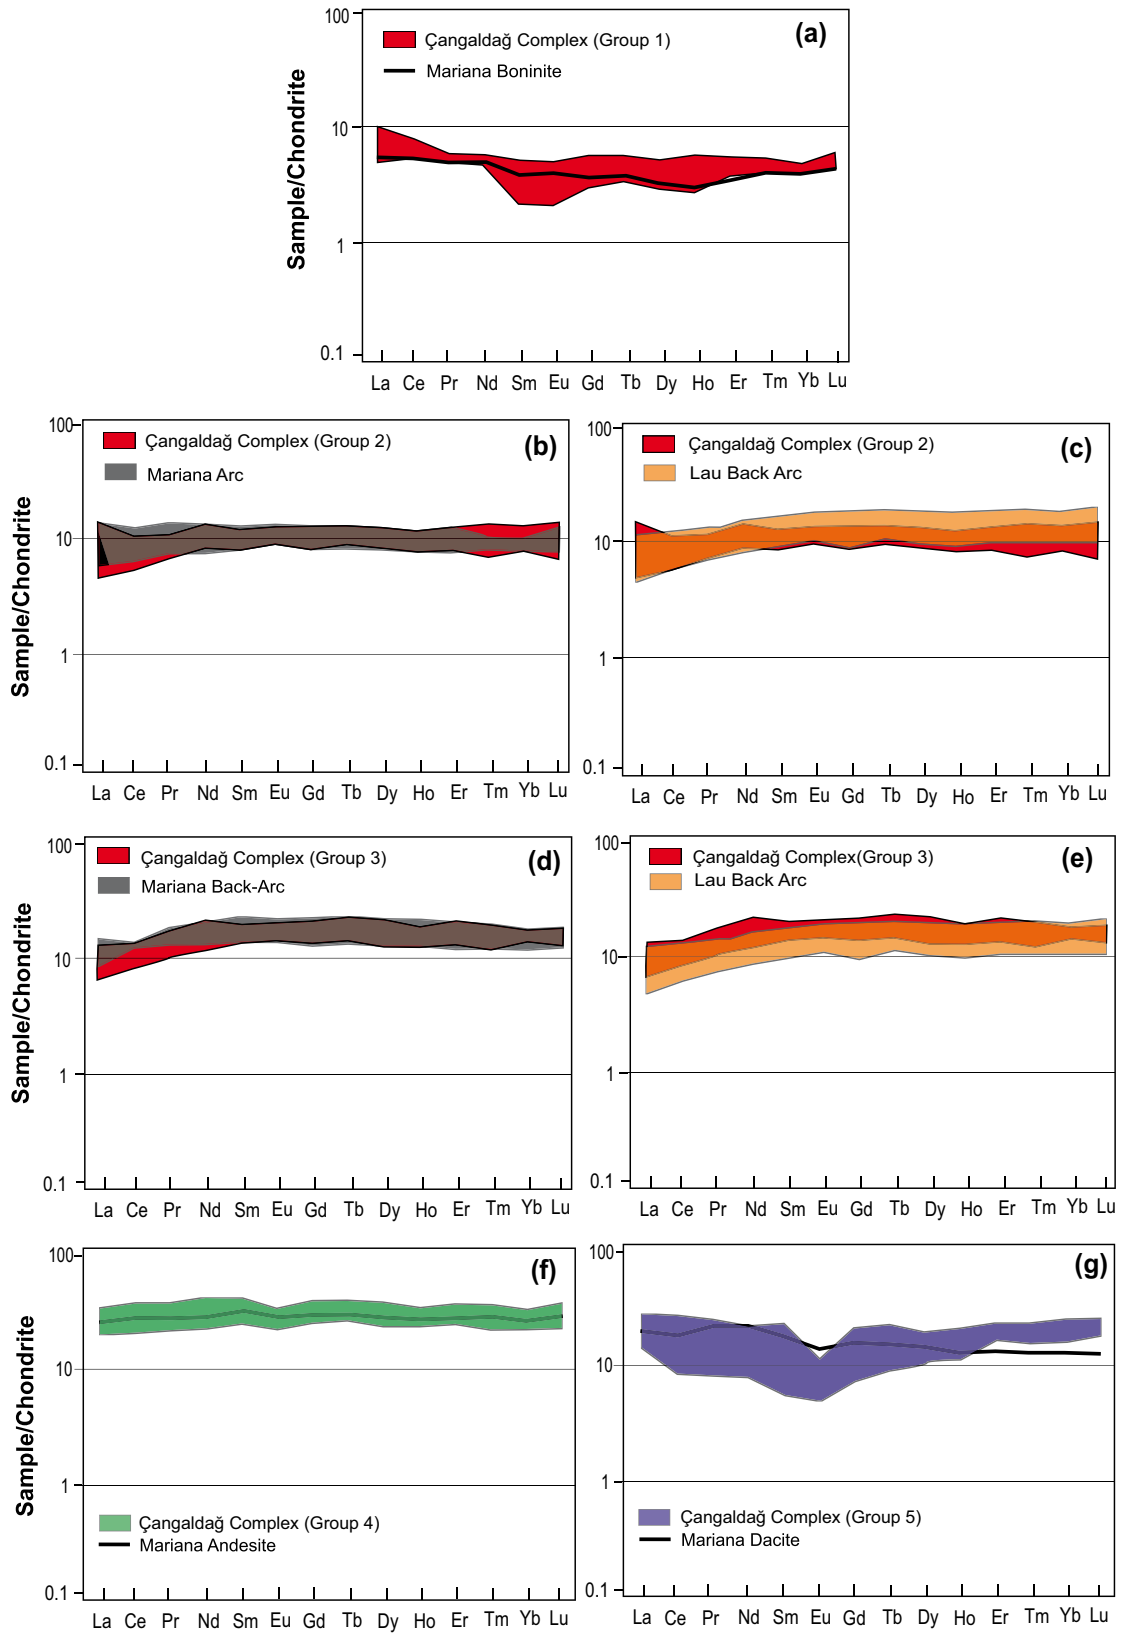 100
(a)
Çangaldağ Complex (Group 1)
Mariana Boninite
Sample/Chondrite
10
1
0.1
La Ce Pr Nd Sm Eu Gd Tb Dy Ho Er Tm Yb Lu
100
(b)
Çangaldağ Complex (Group 2)
Mariana Arc
Sample/Chondrite
10
1
0.1
La Ce Pr Nd Sm Eu Gd Tb Dy Ho Er Tm Yb Lu
100
(c)
Çangaldağ Complex (Group 2)
Lau Back Arc
10
1
0.1
La Ce Pr Nd Sm Eu Gd Tb Dy Ho Er Tm Yb Lu
100
(d)
Çangaldağ Complex (Group 3)
Mariana Back-Arc
Sample/Chondrite
10
1
0.1
La Ce Pr Nd Sm Eu Gd Tb Dy Ho Er Tm Yb Lu
100
(e)
Çangaldağ Complex(Group 3)
Lau Back Arc
10
1
0.1
La Ce Pr Nd Sm Eu Gd Tb Dy Ho Er Tm Yb Lu
100
(f)
Sample/Chondrite
10
1
Çangaldağ Complex (Group 4)
Mariana Andesite
0.1
La Ce Pr Nd Sm Eu Gd Tb Dy Ho Er Tm Yb Lu
100
(g)
10
1
Çangaldağ Complex (Group 5)
Mariana Dacite
0.1
La Ce Pr Nd Sm Eu Gd Tb Dy Ho Er Tm Yb Lu